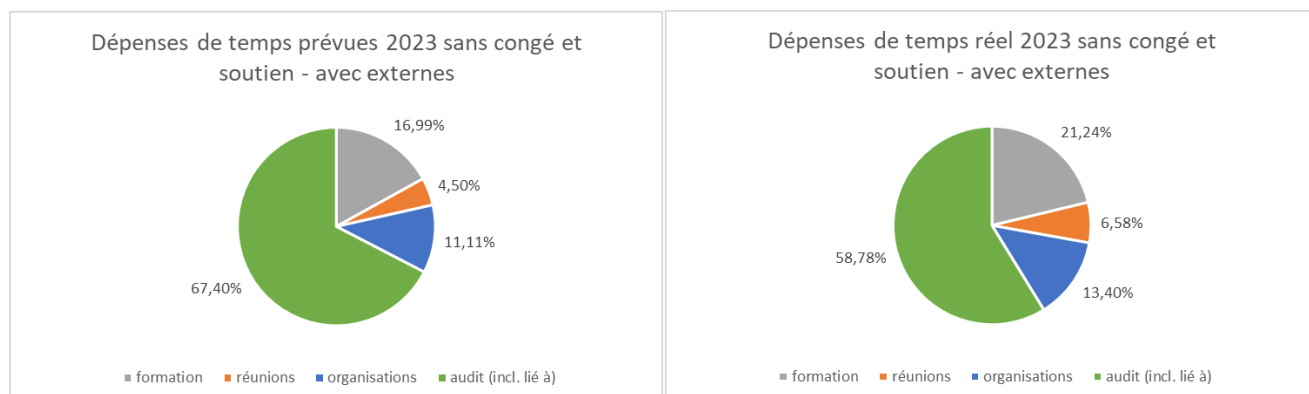 Dépenses de temps prévues 2023 sans congé et
soutien - avec externes
16,99%
4,50%
11,11%
67,40%
formation réunions organisations audit (incl. lié à)
Dépenses de temps réel 2023 sans congé et
soutien - avec externes
21,24%
6,58%
58,78%
13,40%
formation réunions organisations audit (incl. lié à)